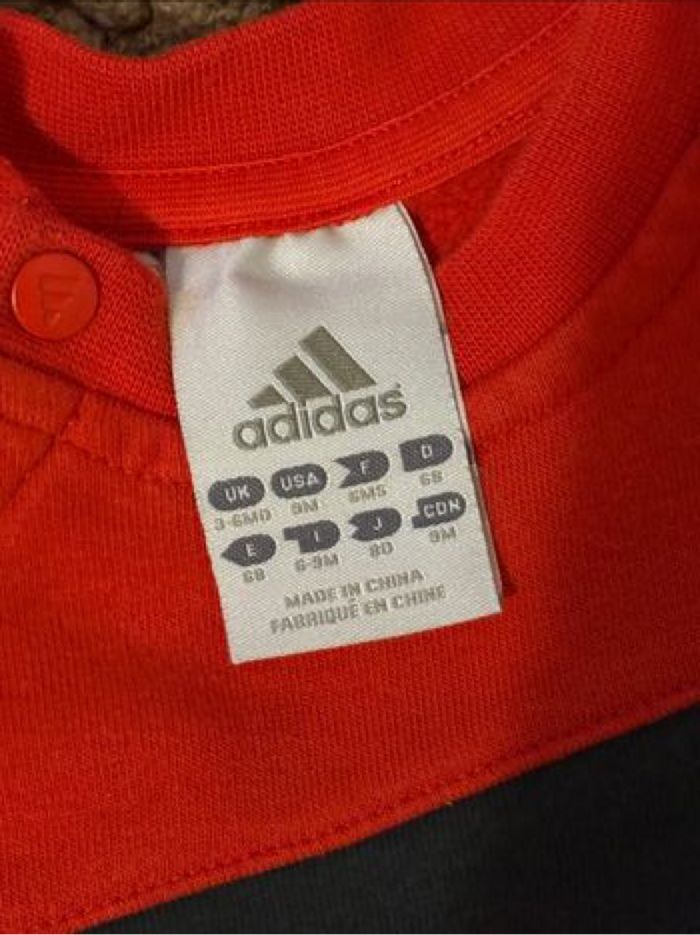 adidas
UK USA F D
3-6MO 9M 6MS 68
E I J CDN
68 6-9M 80 9M
MADE IN CHINA
FABRIQUÉ EN CHINE